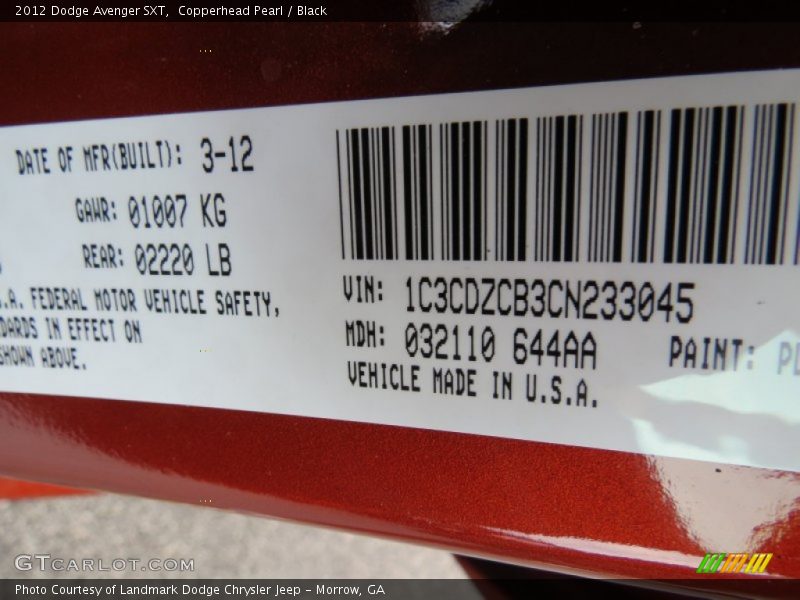 2012 Dodge Avenger SXT,  Copperhead Pearl / Black
DATE OF MFR(BUILT): 3-12
GAWR: 01007 KG
REAR: 02220 LB
.A. FEDERAL MOTOR VEHICLE SAFETY,
DARDS IN EFFECT ON
SHOWN ABOVE.
VIN: 1C3CDZCB3CN233045
MDH: 032110 644AA
PAINT:
VEHICLE MADE IN U.S.A.
GTCARLOT.COM
Photo Courtesy of Landmark Dodge Chrysler Jeep – Morrow, GA